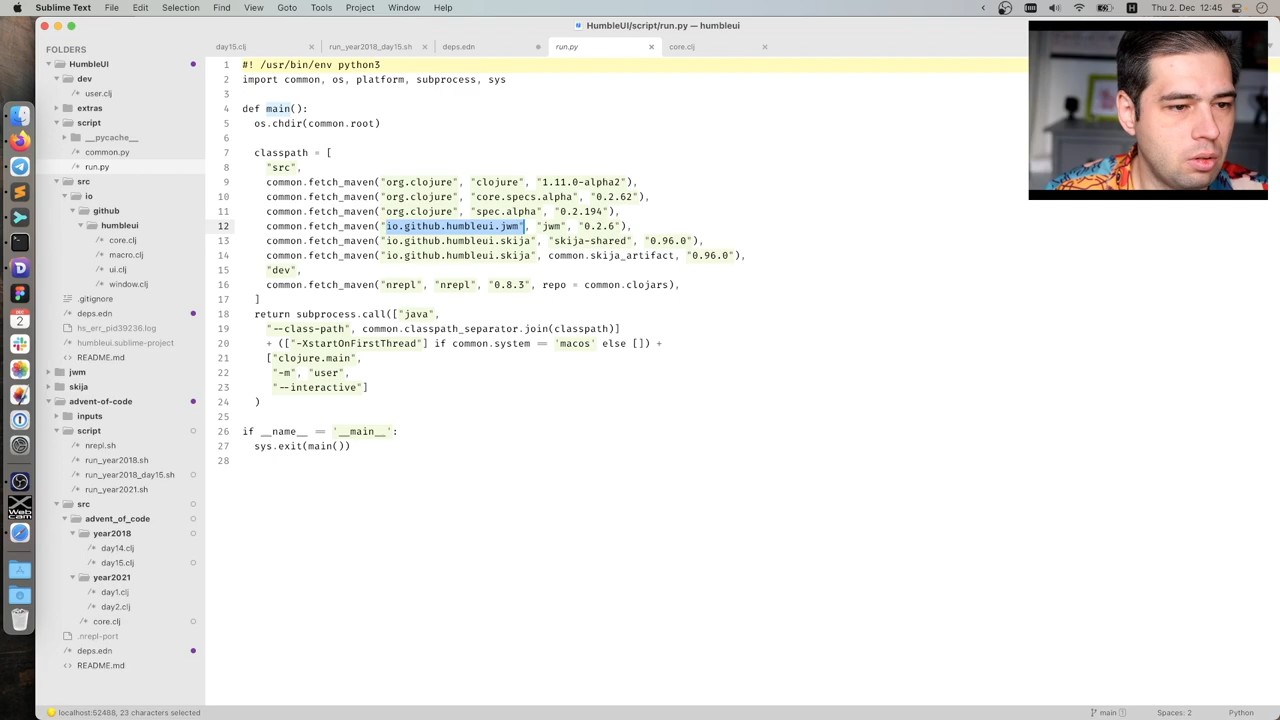 Sublime Text File Edit Selection Find View Goto Tools Project Window Help Thu 2. Dec 12:45
HumbleUI/script/run.py — humbleui
FOLDERS
HumbleUI
dev
user.clj
extras
script
__pycache__
common.py
run.py
src
io
github
humbleui
core.clj
macro.clj
ui.clj
window.clj
.gitignore
deps.edn
hs_err_pid39236.log
humbleui.sublime-project
README.md
jwm
skija
advent-of-code
inputs
script
nrepl.sh
run_year2018.sh
run_year2018_day15.sh
run_year2021.sh
src
advent_of_code
year2018
day14.clj
day15.clj
year2021
day1.clj
day2.clj
core.clj
.nrepl-port
deps.edn
README.md
day15.clj run_year2018_day15.sh deps.edn run.py core.clj
1 #! /usr/bin/env python3
2 import common, os, platform, subprocess, sys
3
4 def main():
5 os.chdir(common.root)
6
7 classpath = [
8 "src",
9 common.fetch_maven("org.clojure", "clojure", "1.11.0-alpha2"),
10 common.fetch_maven("org.clojure", "core.specs.alpha", "0.2.62"),
11 common.fetch_maven("org.clojure", "spec.alpha", "0.2.194"),
12 common.fetch_maven("io.github.humbleui.jwm", "jwm", "0.2.6"),
13 common.fetch_maven("io.github.humbleui.skija", "skija-shared", "0.96.0"),
14 common.fetch_maven("io.github.humbleui.skija", common.skija_artifact, "0.96.0"),
15 "dev",
16 common.fetch_maven("nrepl", "nrepl", "0.8.3", repo = common.clojars),
17 ]
18 return subprocess.call(["java",
19 "--class-path", common.classpath_separator.join(classpath)]
20 + (["-XstartOnFirstThread"] if common.system == 'macos' else []) +
21 ["clojure.main",
22 "-m", "user",
23 "--interactive"]
24 )
25
26 if __name__ == '__main__':
27 sys.exit(main())
28
localhost:52488, 23 characters selected main 1 Spaces: 2 Python
DEC
2
Web
cam